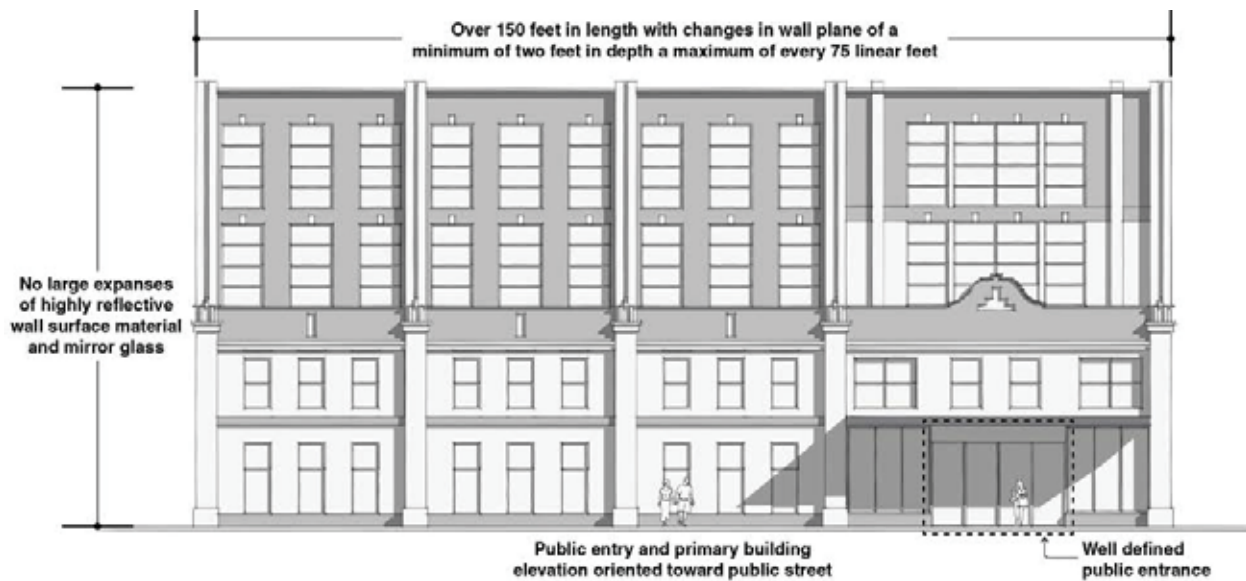 Over 150 feet in length with changes in wall plane of a
minimum of two feet in depth a maximum of every 75 linear feet
No large expanses
of highly reflective
wall surface material
and mirror glass
Public entry and primary building
elevation oriented toward public street
Well defined
public entrance